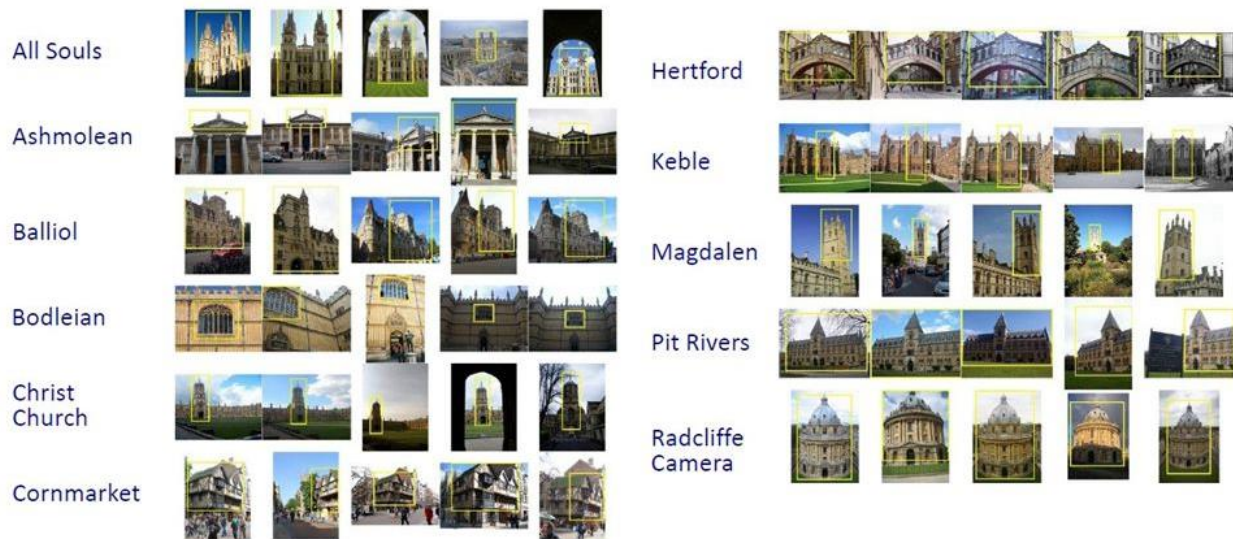 All Souls
Ashmolean
Balliol
Bodleian
Christ
Church
Cornmarket
Hertford
Keble
Magdalen
Pit Rivers
Radcliffe
Camera